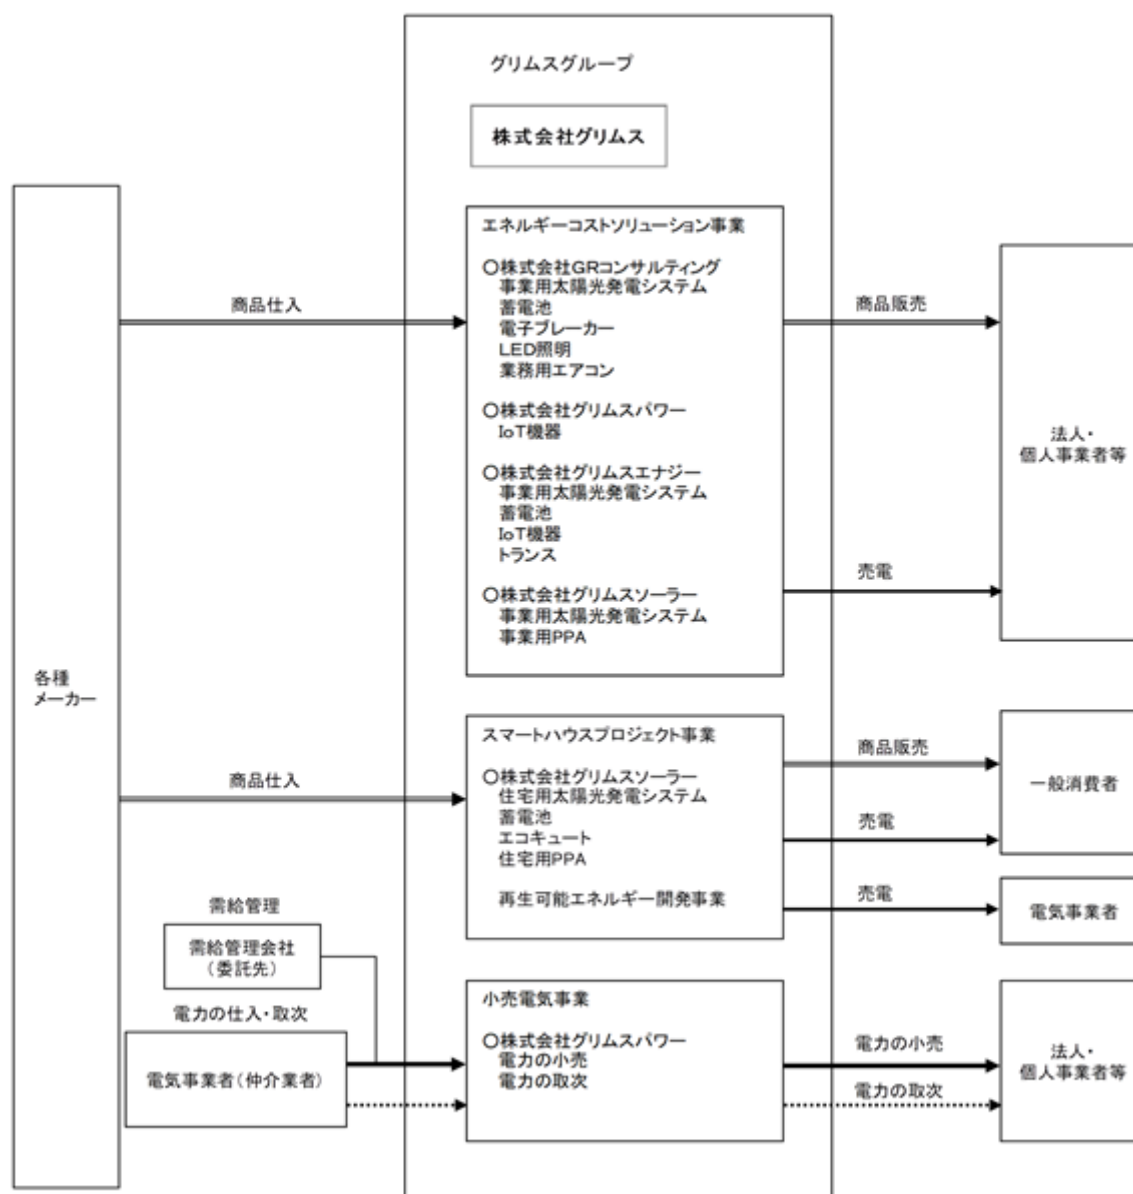 グリムスグループ
株式会社グリムス
各種
メーカー
商品仕入
エネルギーコストソリューション事業
〇株式会社GRコンサルティング
事業用太陽光発電システム
蓄電池
電子ブレーカー
LED照明
業務用エアコン
〇株式会社グリムスパワー
IoT機器
〇株式会社グリムスエナジー
事業用太陽光発電システム
蓄電池
IoT機器
トランス
〇株式会社グリムスソーラー
事業用太陽光発電システム
事業用PPA
商品販売
売電
法人・
個人事業者等
商品仕入
スマートハウスプロジェクト事業
〇株式会社グリムスソーラー
住宅用太陽光発電システム
蓄電池
エコキュート
住宅用PPA
再生可能エネルギー開発事業
商品販売
売電
一般消費者
売電
電気事業者
需給管理
需給管理会社
（委託先）
電力の仕入・取次
電気事業者（仲介業者）
小売電気事業
〇株式会社グリムスパワー
電力の小売
電力の取次
電力の小売
電力の取次
法人・
個人事業者等